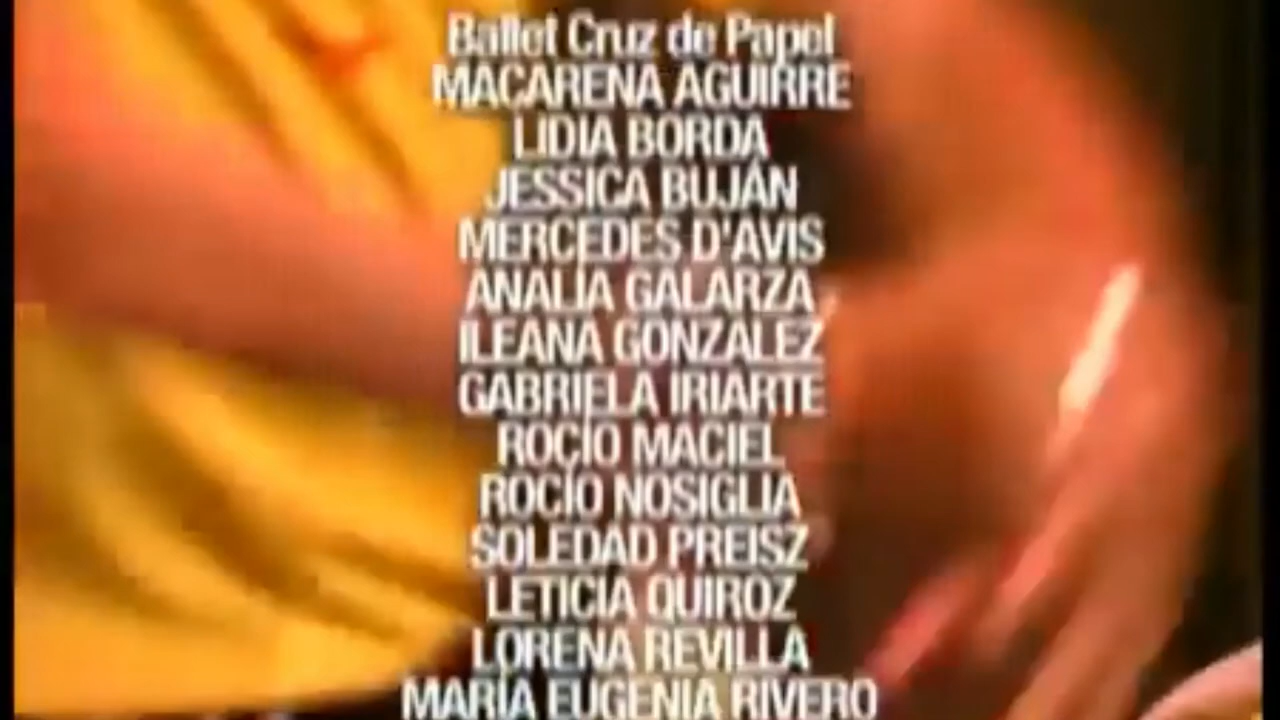 Ballet Cruz de Papel
MACARENA AGUIRRE
LIDIA BORDA
JESSICA BUJÁN
MERCEDES D'AVIS
ANALÍA GALARZA
ILEANA GONZÁLEZ
GABRIELA IRIARTE
ROCÍO MACIEL
ROCÍO NOSIGLIA
SOLEDAD PREISZ
LETICIA QUIROZ
LORENA REVILLA
MARÍA EUGENIA RIVERO